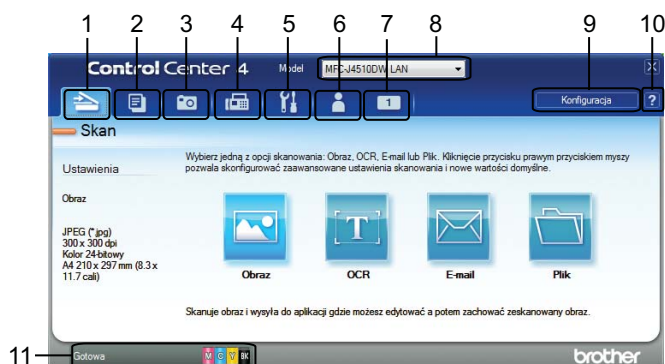 1 2 3 4 5 6 7 8 9 10
Control Center 4 Model MFC-J4510DW LAN
1 Konfiguracja ?
Skan
Ustawienia
Wybierz jedną z opcji skanowania: Obraz, OCR, E-mail lub Plik. Kliknięcie przycisku prawym przyciskiem myszy
pozwala skonfigurować zaawansowane ustawienia skanowania i nowe wartości domyślne.
Obraz
JPEG (*.jpg)
300 x 300 dpi
Kolor 24-bitowy
A4 210 x 297 mm (8.3 x
11.7 cali)
T
Obraz OCR E-mail Plik
Skanuje obraz i wysyła do aplikacji gdzie możesz edytować a potem zachować zeskanowany obraz.
11 Gotowa M C Y BK brother